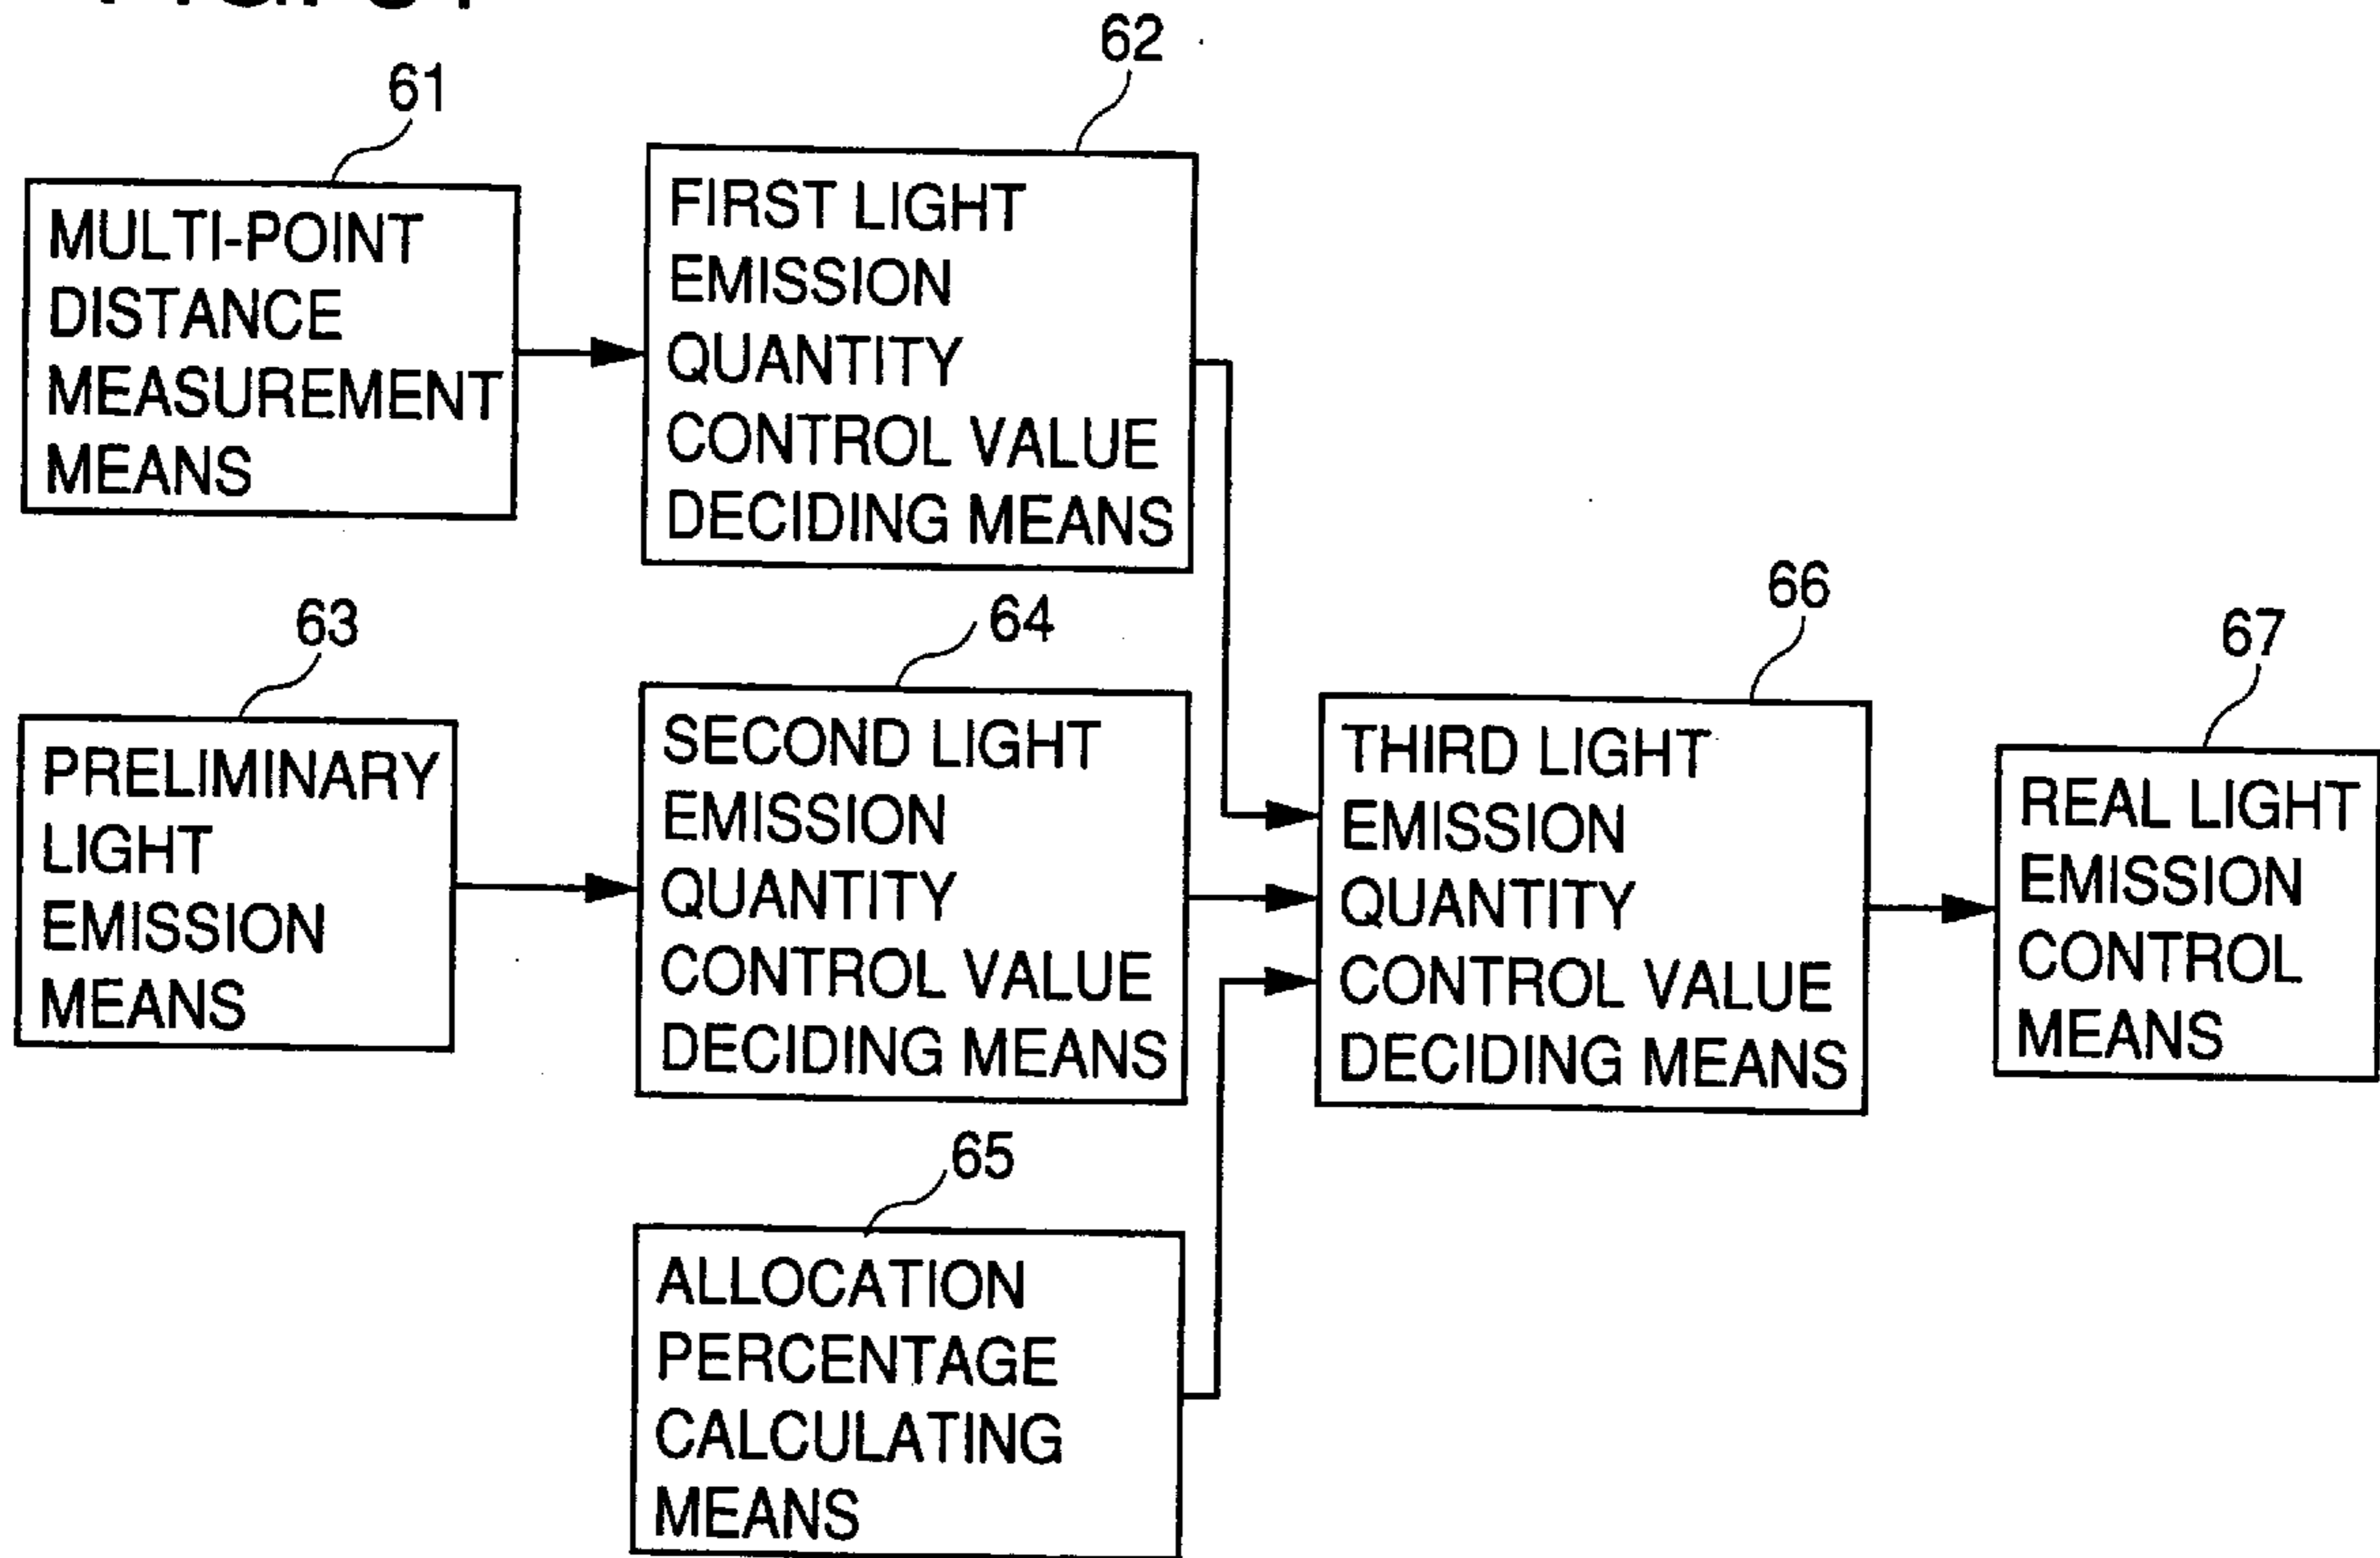 61
MULTI-POINT
DISTANCE
MEASUREMENT
MEANS
62
FIRST LIGHT
EMISSION
QUANTITY
CONTROL VALUE
DECIDING MEANS
63
PRELIMINARY
LIGHT
EMISSION
MEANS
64
SECOND LIGHT
EMISSION
QUANTITY
CONTROL VALUE
DECIDING MEANS
65
ALLOCATION
PERCENTAGE
CALCULATING
MEANS
66
THIRD LIGHT
EMISSION
QUANTITY
CONTROL VALUE
DECIDING MEANS
67
REAL LIGHT
EMISSION
CONTROL
MEANS